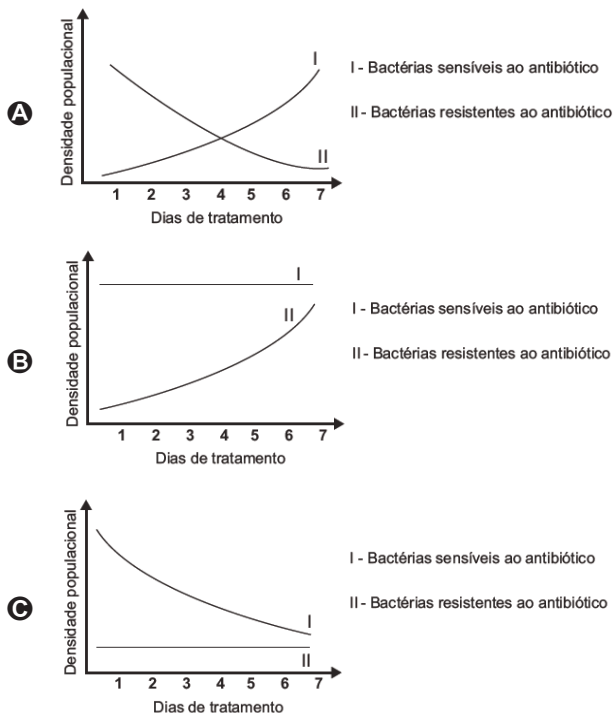 A
Densidade populacional
I
II
1 2 3 4 5 6 7
Dias de tratamento
I - Bactérias sensíveis ao antibiótico
II - Bactérias resistentes ao antibiótico
B
Densidade populacional
I
II
1 2 3 4 5 6 7
Dias de tratamento
I - Bactérias sensíveis ao antibiótico
II - Bactérias resistentes ao antibiótico
C
Densidade populacional
I
II
1 2 3 4 5 6 7
Dias de tratamento
I - Bactérias sensíveis ao antibiótico
II - Bactérias resistentes ao antibiótico